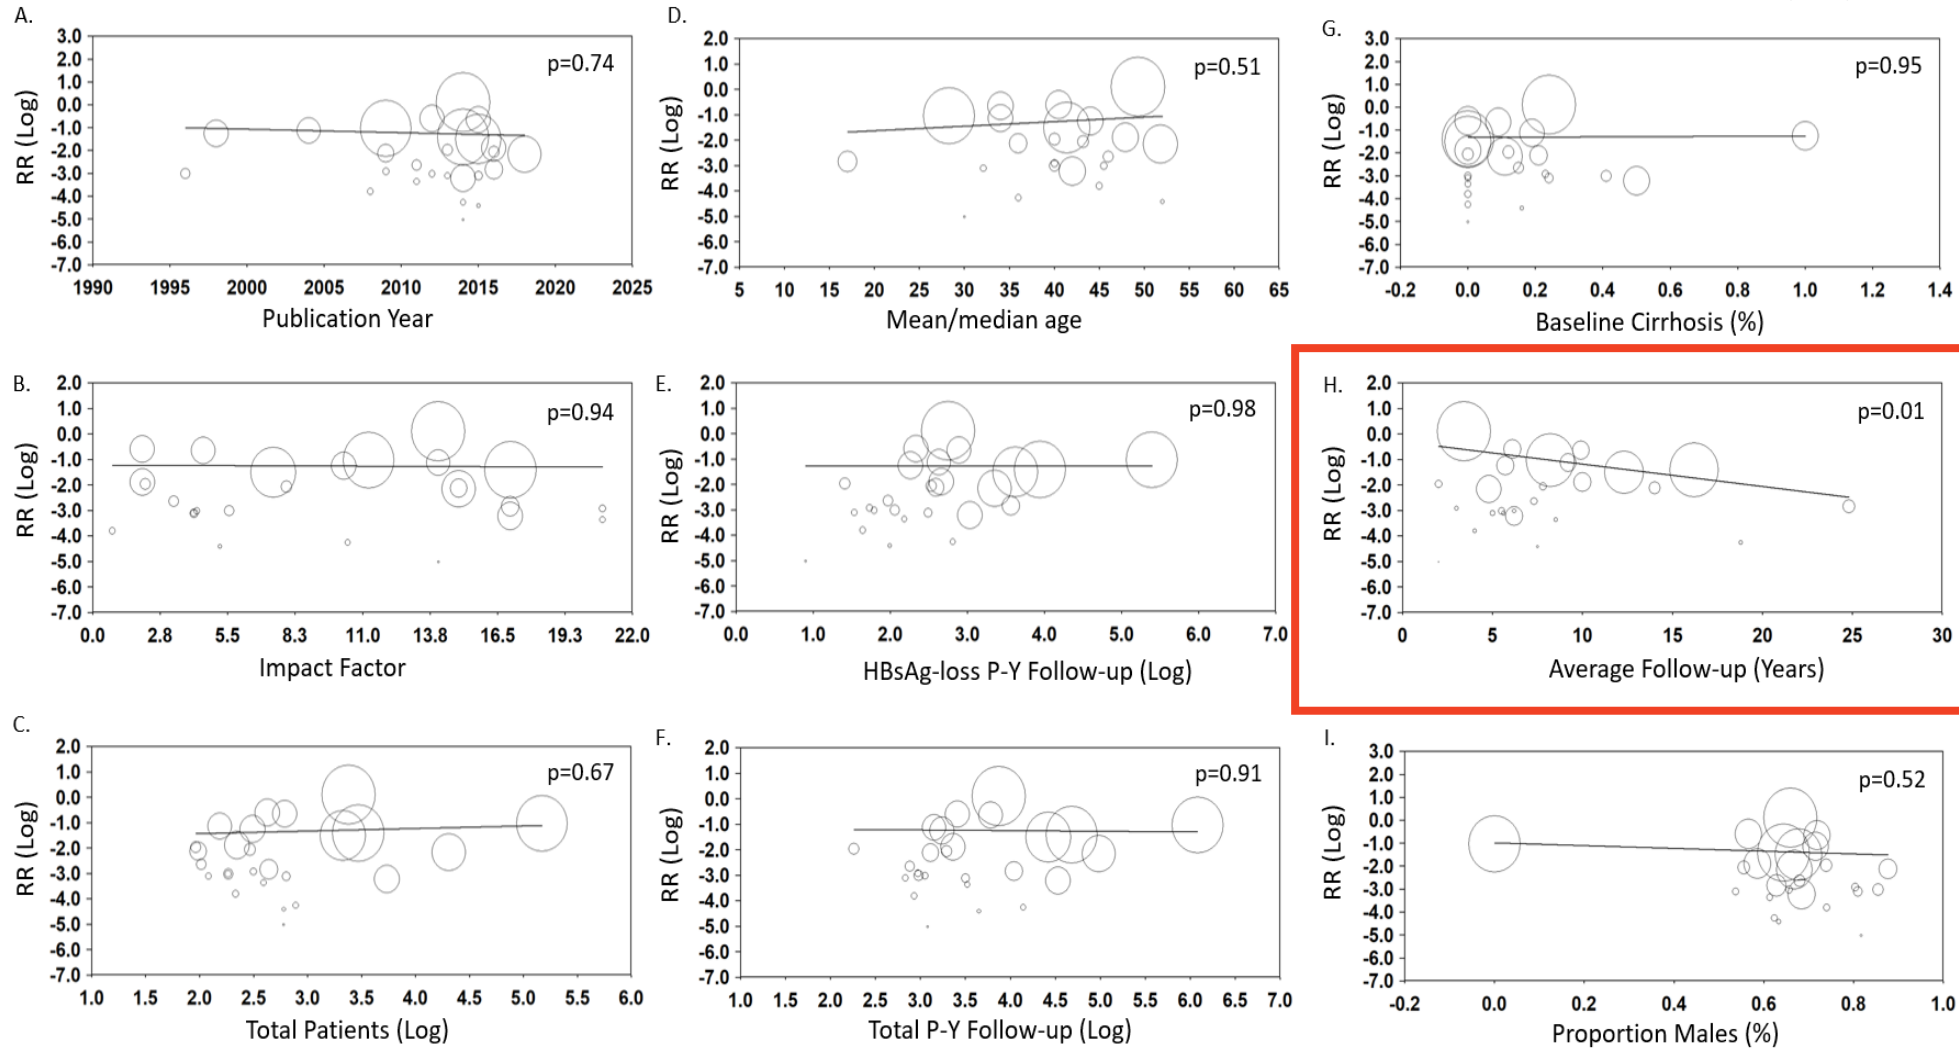 A.
3.0
2.0
1.0
0.0
-1.0
-2.0
-3.0
-4.0
-5.0
-6.0
-7.0
RR (Log)
p=0.74
1990 1995 2000 2005 2010 2015 2020 2025
Publication Year
D.
2.0
1.0
0.0
-1.0
-2.0
-3.0
-4.0
-5.0
-6.0
-7.0
RR (Log)
p=0.51
5 10 15 20 25 30 35 40 45 50 55 60 65
Mean/median age
G.
3.0
2.0
1.0
0.0
-1.0
-2.0
-3.0
-4.0
-5.0
-6.0
-7.0
RR (Log)
p=0.95
-0.2 0.0 0.2 0.4 0.6 0.8 1.0 1.2 1.4
Baseline Cirrhosis (%)
B.
2.0
1.0
0.0
-1.0
-2.0
-3.0
-4.0
-5.0
-6.0
-7.0
RR (Log)
p=0.94
0.0 2.8 5.5 8.3 11.0 13.8 16.5 19.3 22.0
Impact Factor
E.
2.0
1.0
0.0
-1.0
-2.0
-3.0
-4.0
-5.0
-6.0
-7.0
RR (Log)
p=0.98
0.0 1.0 2.0 3.0 4.0 5.0 6.0 7.0
HBsAg-loss P-Y Follow-up (Log)
H.
2.0
1.0
0.0
-1.0
-2.0
-3.0
-4.0
-5.0
-6.0
-7.0
RR (Log)
p=0.01
0 5 10 15 20 25 30
Average Follow-up (Years)
C.
2.0
1.0
0.0
-1.0
-2.0
-3.0
-4.0
-5.0
-6.0
-7.0
RR (Log)
p=0.67
1.0 1.5 2.0 2.5 3.0 3.5 4.0 4.5 5.0 5.5 6.0
Total Patients (Log)
F.
2.0
1.0
0.0
-1.0
-2.0
-3.0
-4.0
-5.0
-6.0
-7.0
RR (Log)
p=0.91
1.0 1.5 2.0 2.5 3.0 3.5 4.0 4.5 5.0 5.5 6.0 6.5 7.0
Total P-Y Follow-up (Log)
I.
3.0
2.0
1.0
0.0
-1.0
-2.0
-3.0
-4.0
-5.0
-6.0
-7.0
RR (Log)
p=0.52
-0.2 0.0 0.2 0.4 0.6 0.8 1.0
Proportion Males (%)